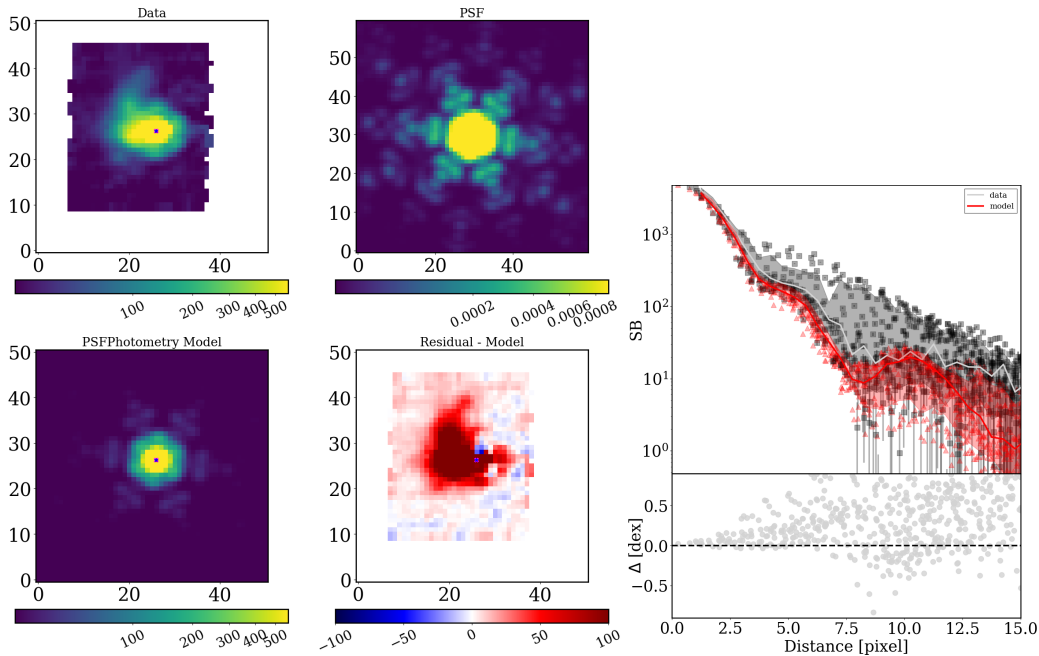 Data
50
40
30
20
10
0
0 20 40
100 200 300 400 500
PSF
60
50
40
30
20
10
0
0 20 40
0.0002 0.0004 0.0006 0.0008
PSFPhotometry Model
50
40
30
20
10
0
0 20 40
100 200 300 400 500
Residual - Model
50
40
30
20
10
0
0 20 40
−100 −50 0 50 100
data
model
SB
10³
10²
10¹
10⁰
Δ [dex]
0.5
0.0
−0.5
0.0 2.5 5.0 7.5 10.0 12.5 15.0
Distance [pixel]